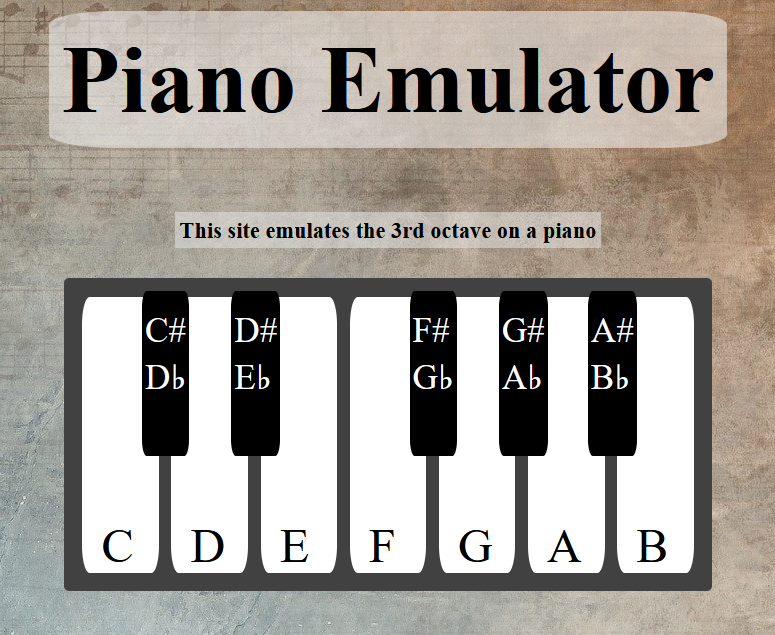 Piano Emulator
This site emulates the 3rd octave on a piano
C# D# F# G# A#
D♭ E♭ G♭ A♭ B♭
C D E F G A B